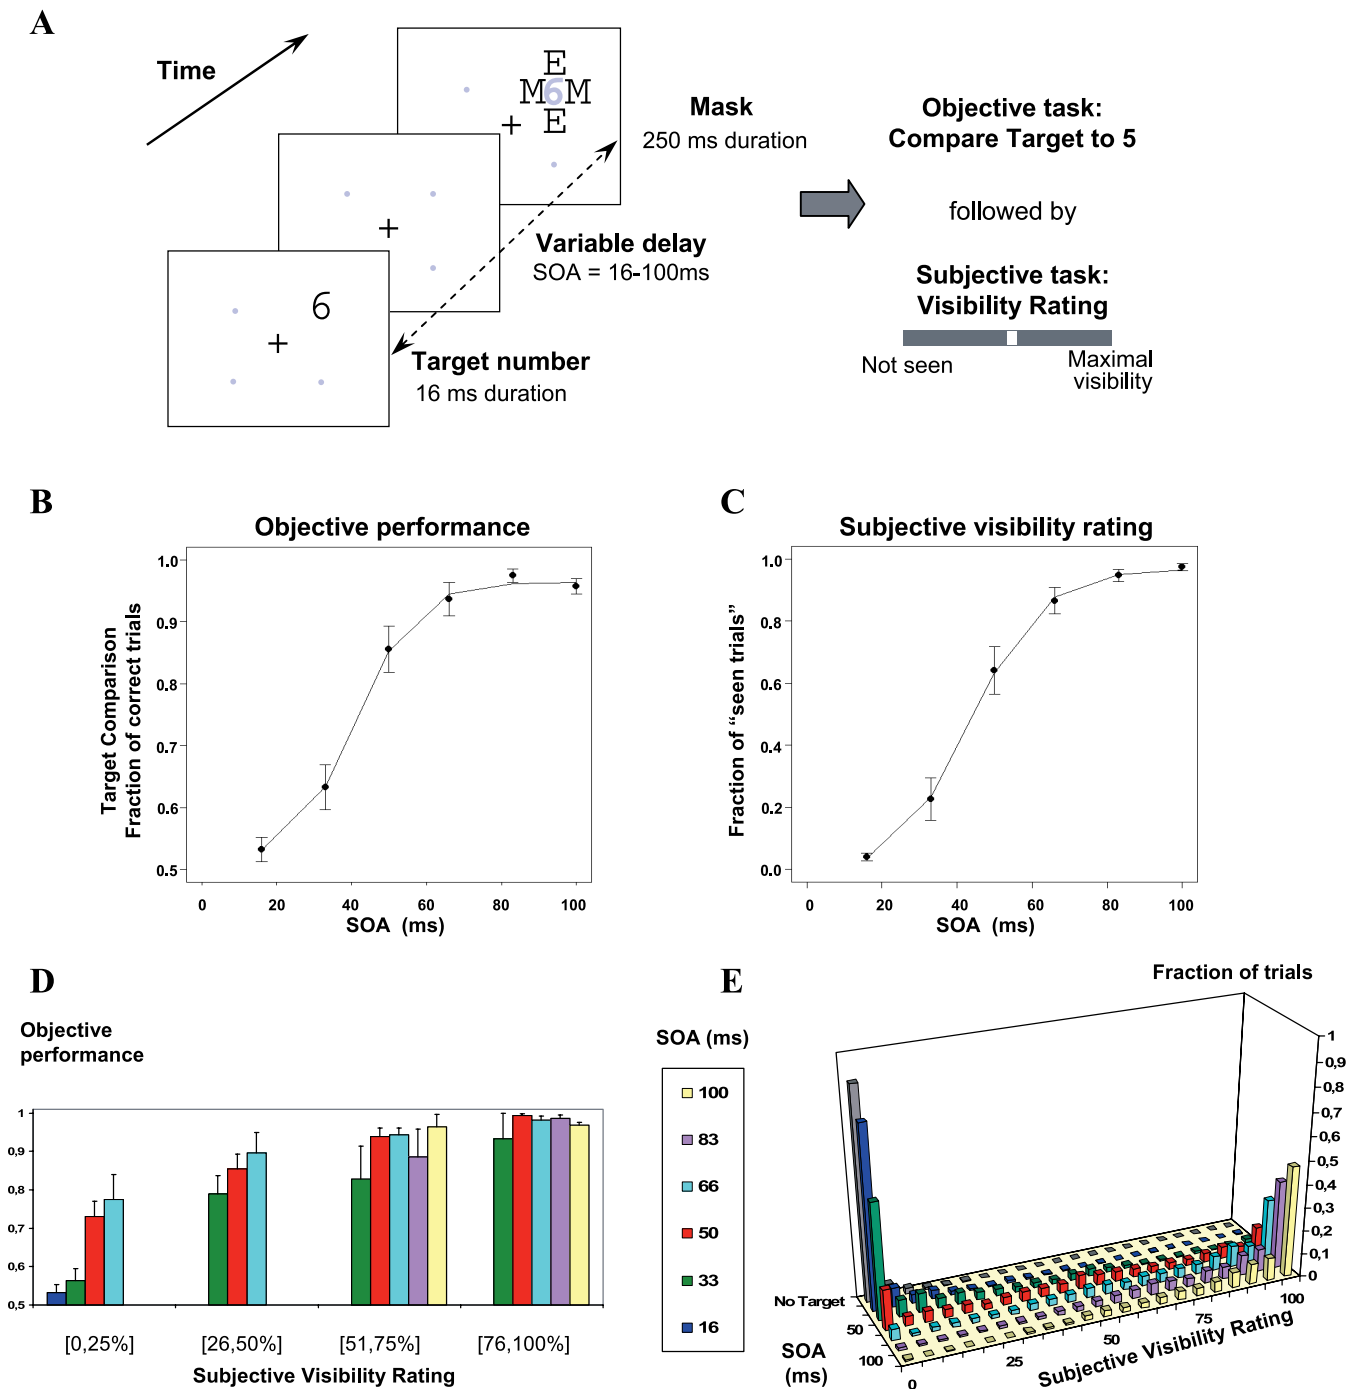 A
Time
E
M6M
E
+
Mask
250 ms duration
+
Variable delay
SOA = 16-100ms
6
+
Target number
16 ms duration
Objective task:
Compare Target to 5
followed by
Subjective task:
Visibility Rating
Not seen
Maximal
visibility
B
Objective performance
Target Comparison
Fraction of correct trials
1.0
0.9
0.8
0.7
0.6
0.5
0 20 40 60 80 100
SOA (ms)
C
Subjective visibility rating
Fraction of “seen trials”
1.0
0.8
0.6
0.4
0.2
0.0
0 20 40 60 80 100
SOA (ms)
D
Objective
performance
1
0,9
0,8
0,7
0,6
0,5
[0,25%] [26,50%] [51,75%] [76,100%]
Subjective Visibility Rating
SOA (ms)
100
83
66
50
33
16
E
Fraction of trials
1
0,9
0,8
0,7
0,6
0,5
0,4
0,3
0,2
0,1
0
No Target
50
100
SOA
(ms)
0
25
50
75
100
Subjective Visibility Rating